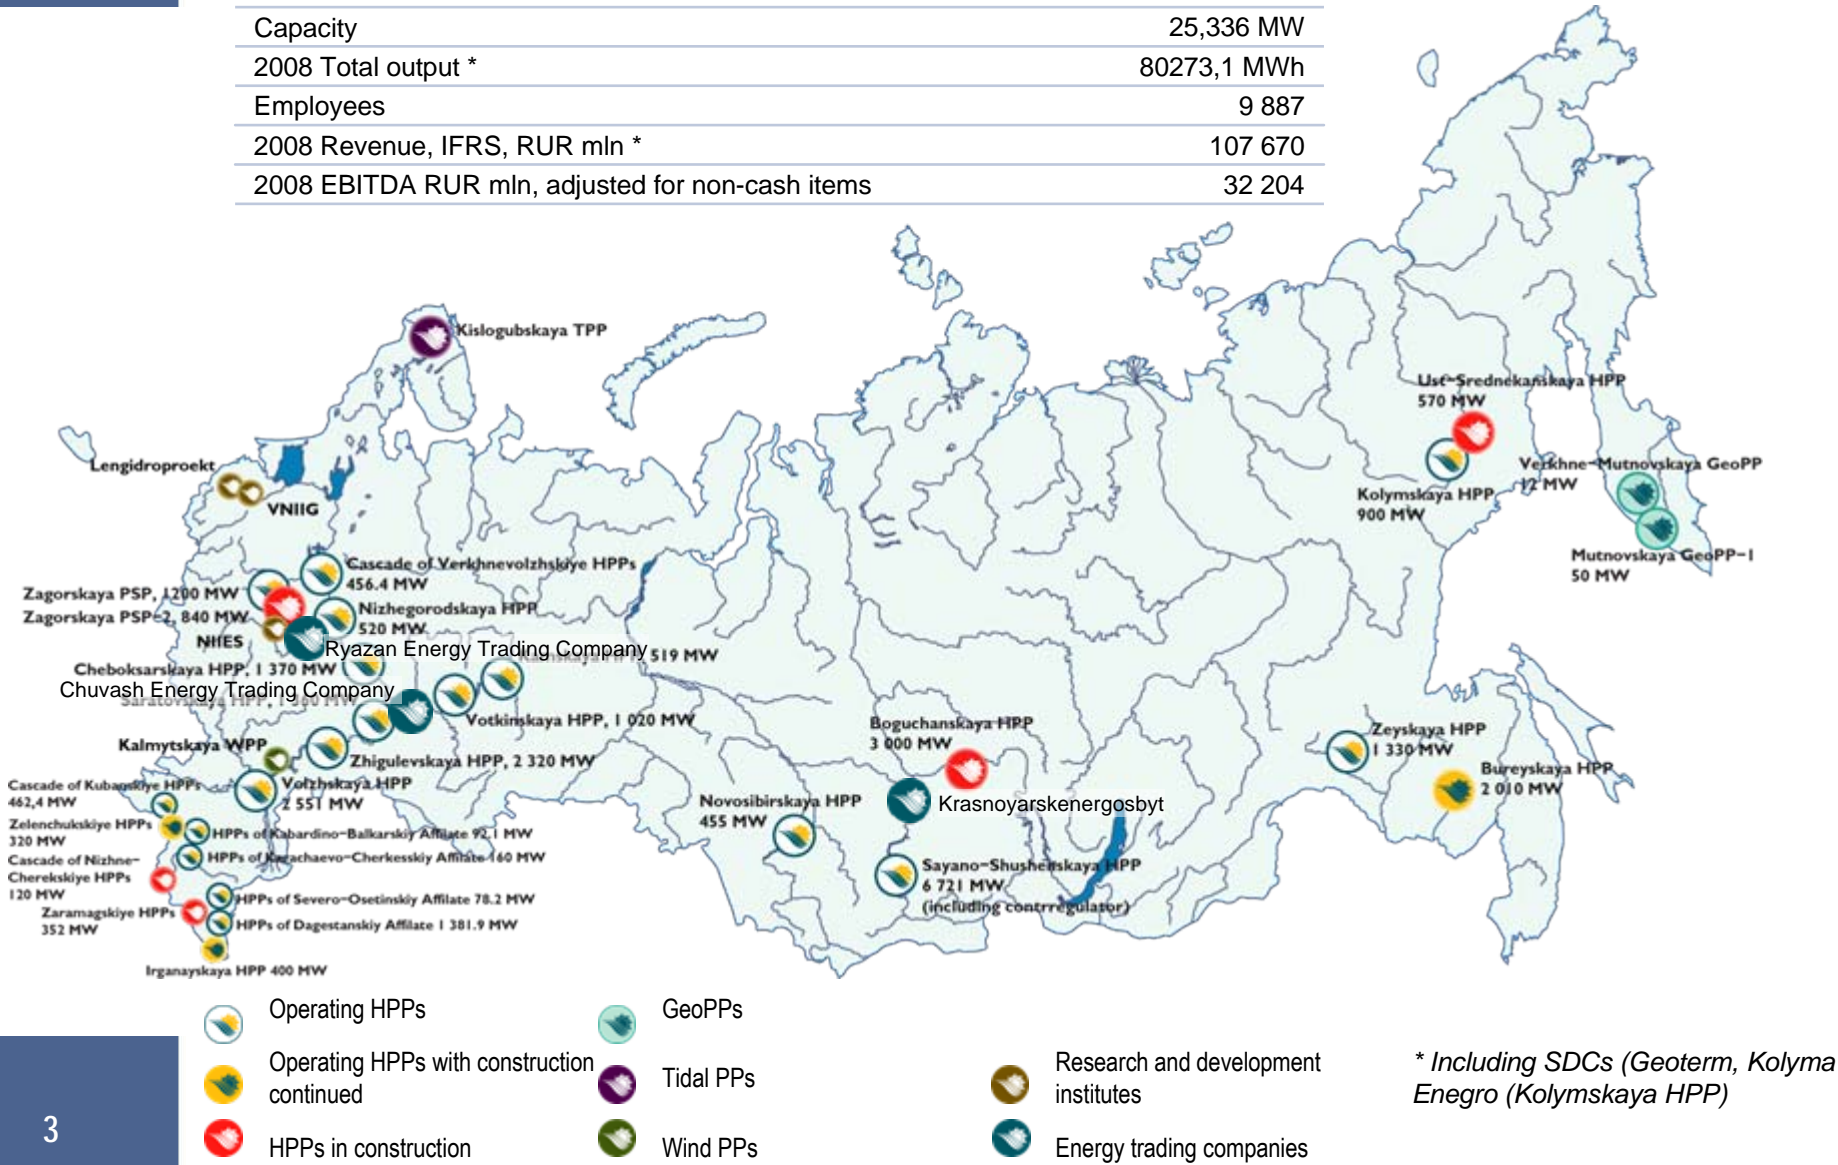 Capacity 25,336 MW
2008 Total output * 80273,1 MWh
Employees 9 887
2008 Revenue, IFRS, RUR mln * 107 670
2008 EBITDA RUR mln, adjusted for non-cash items 32 204
Kislogubskaya TPP
Ust-Srednekanskaya HPP
570 MW
Lengidroproekt
VNIIG
Verkhne-Mutnovskaya GeoPP
12 MW
Kolymskaya HPP
900 MW
Mutnovskaya GeoPP-1
50 MW
Cascade of Verkhnevolzhskiye HPPs
456.4 MW
Zagorskaya PSP, 1200 MW
Zagorskaya PSP-2, 840 MW
Nizhegorodskaya HPP
520 MW
NIIES
Ryazan Energy Trading Company
519 MW
Cheboksarskaya HPP, 1 370 MW
Chuvash Energy Trading Company
Saratovskaya HPP, 1 360 MW
Votkinskaya HPP, 1 020 MW
Kalmytskaya WPP
Zhigulevskaya HPP, 2 320 MW
Volzhskaya HPP
2 551 MW
Cascade of Kubanskiye HPPs
462,4 MW
Zelenchukskiye HPPs
320 MW
HPPs of Kabardino-Balkarskiy Affilate 92.1 MW
Cascade of Nizhne-
Cherekskiye HPPs
120 MW
HPPs of Karachaevo-Cherkesskiy Affilate 160 MW
HPPs of Severo-Osetinskiy Affilate 78.2 MW
Zaramagskiye HPPs
352 MW
HPPs of Dagestanskiy Affilate 1 381.9 MW
Irganayskaya HPP 400 MW
Boguchanskaya HPP
3 000 MW
Krasnoyarskenergosbyt
Novosibirskaya HPP
455 MW
Sayano-Shushenskaya HPP
6 721 MW
(including contrregulator)
Zeyskaya HPP
1 330 MW
Bureyskaya HPP
2 010 MW
Operating HPPs
Operating HPPs with construction
continued
HPPs in construction
GeoPPs
Tidal PPs
Wind PPs
Research and development
institutes
Energy trading companies
* Including SDCs (Geoterm, Kolyma
Enegro (Kolymskaya HPP)
3